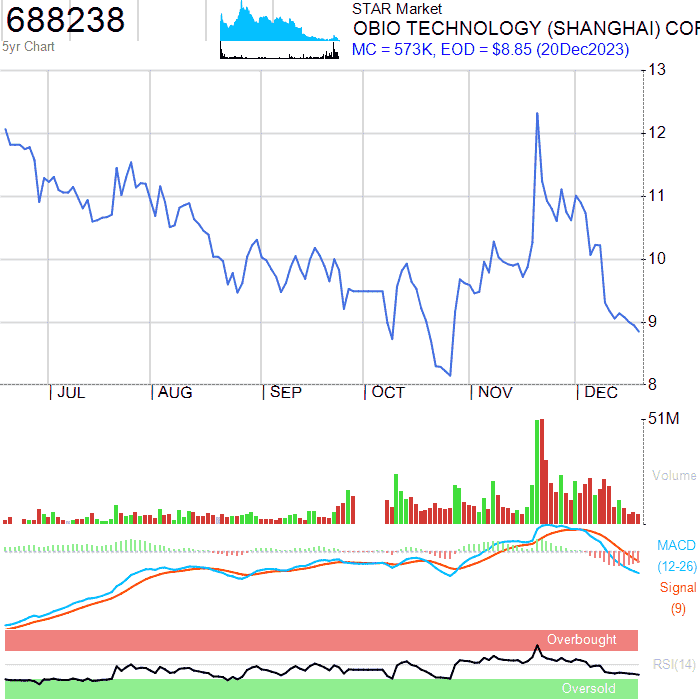 688238
5yr Chart
STAR Market
OBIO TECHNOLOGY (SHANGHAI) COR
MC = 573K, EOD = $8.85 (20Dec2023)
13
12
11
10
9
8
JUL AUG SEP OCT NOV DEC
51M
Volume
MACD
(12-26)
Signal
(9)
Overbought
RSI(14)
Oversold